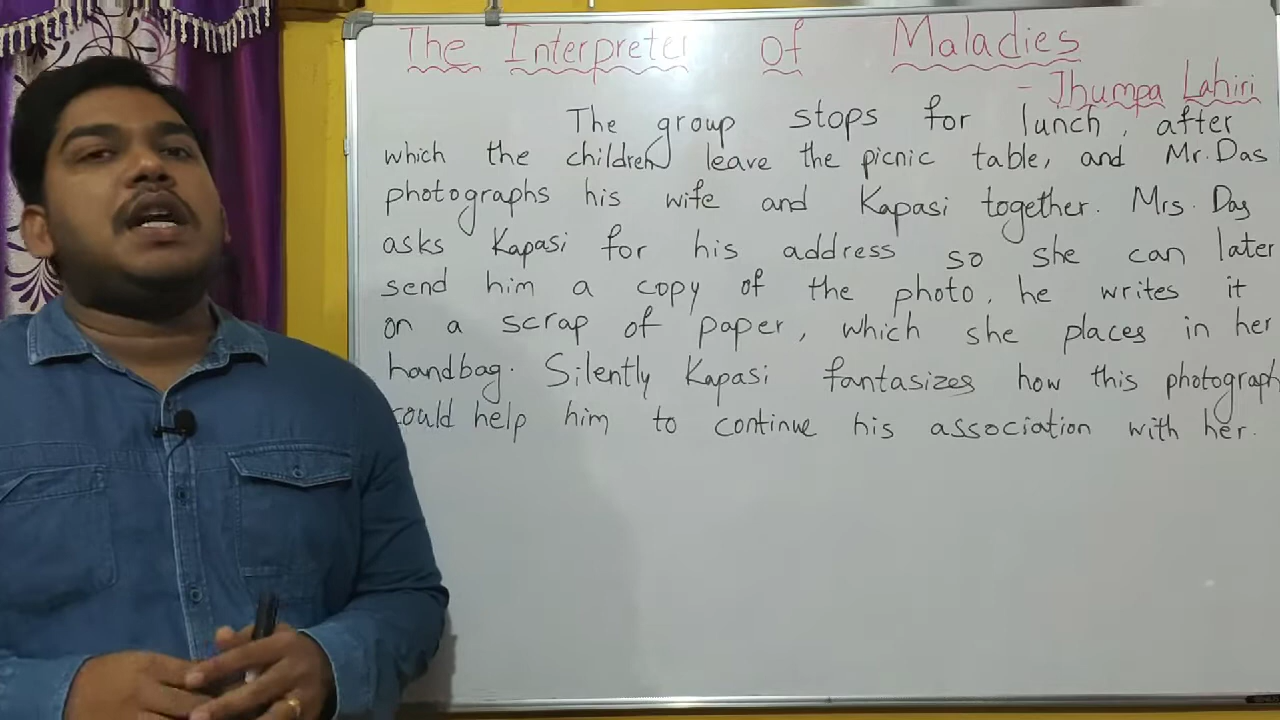 The Interpreter of Maladies
- Jhumpa Lahiri
The group stops for lunch, after
which the children leave the picnic table, and Mr. Das
photographs his wife and Kapasi together. Mrs. Das
asks Kapasi for his address so she can later
send him a copy of the photo. he writes it
on a scrap of paper, which she places in her
handbag. Silently Kapasi fantasizes how this photograph
could help him to continue his association with her.